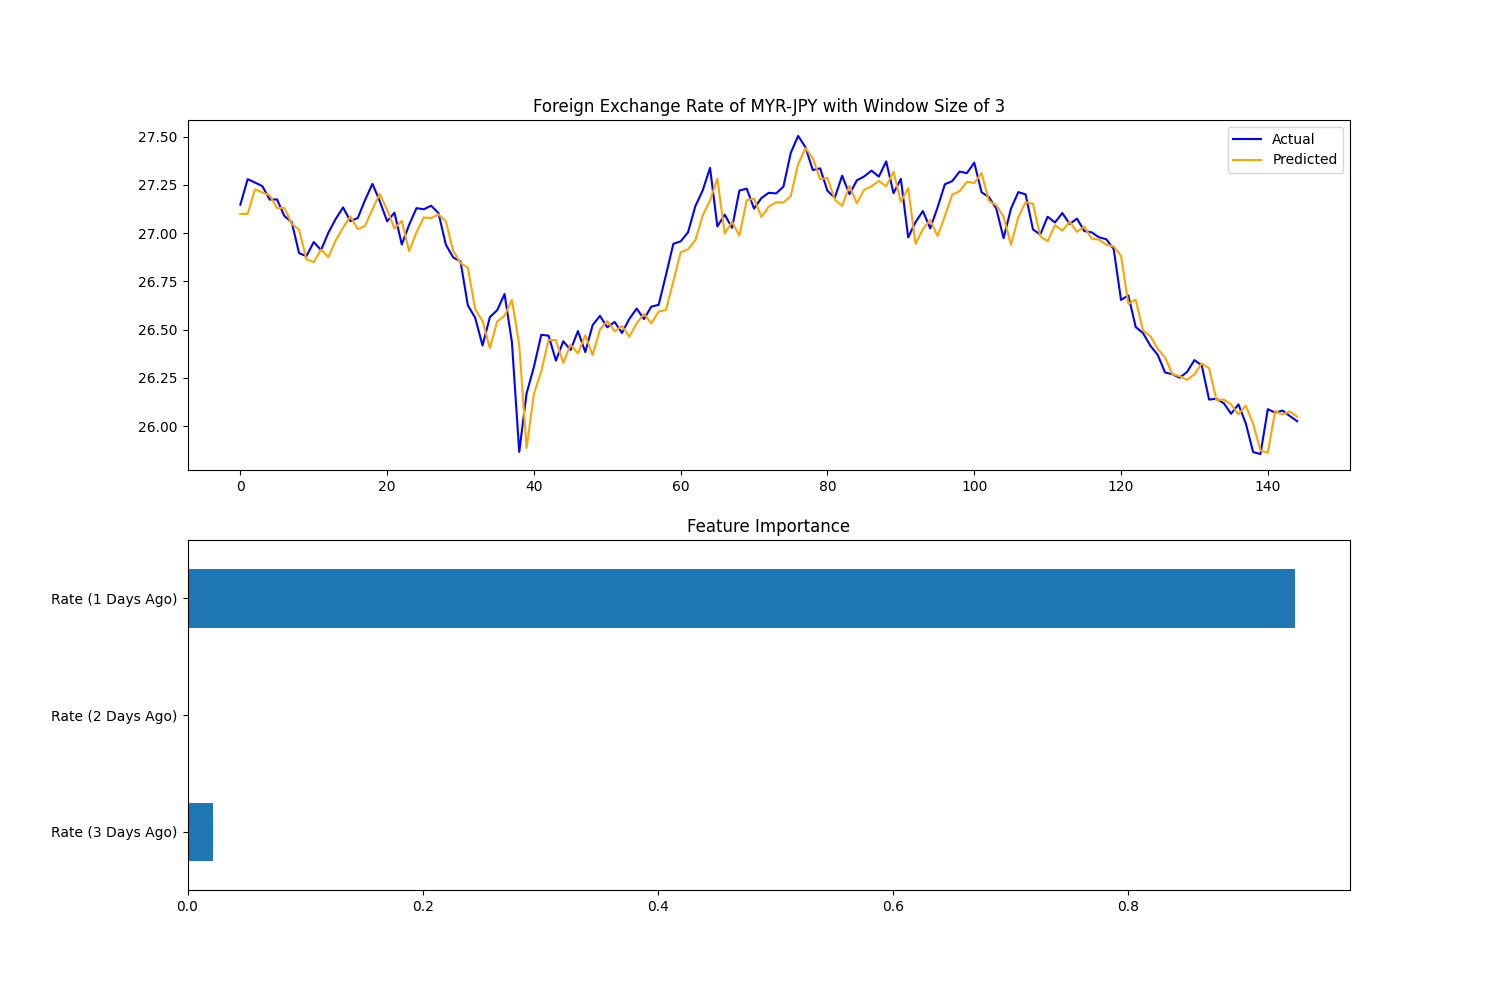 Foreign Exchange Rate of MYR-JPY with Window Size of 3
27.50
27.25
27.00
26.75
26.50
26.25
26.00
Actual
Predicted
0 20 40 60 80 100 120 140
Feature Importance
Rate (1 Days Ago)
Rate (2 Days Ago)
Rate (3 Days Ago)
0.0 0.2 0.4 0.6 0.8